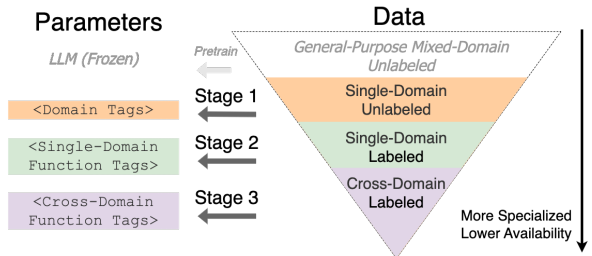 Parameters
Data
LLM (Frozen)
Pretrain
General-Purpose Mixed-Domain
Unlabeled
<Domain Tags>
Stage 1
Single-Domain
Unlabeled
<Single-Domain
Function Tags>
Stage 2
Single-Domain
Labeled
<Cross-Domain
Function Tags>
Stage 3
Cross-Domain
Labeled
More Specialized
Lower Availability